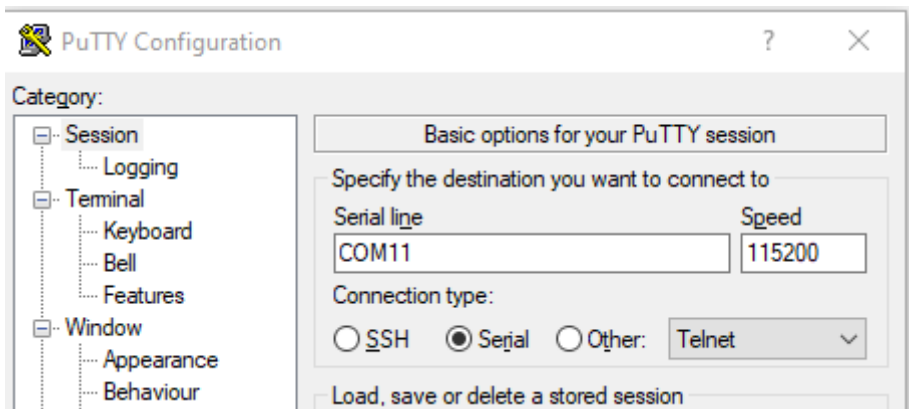 PuTTY Configuration ? ×
Category:
Session
Logging
Terminal
Keyboard
Bell
Features
Window
Appearance
Behaviour
Basic options for your PuTTY session
Specify the destination you want to connect to
Serial line Speed
COM11 115200
Connection type:
SSH Serial Other: Telnet
Load, save or delete a stored session